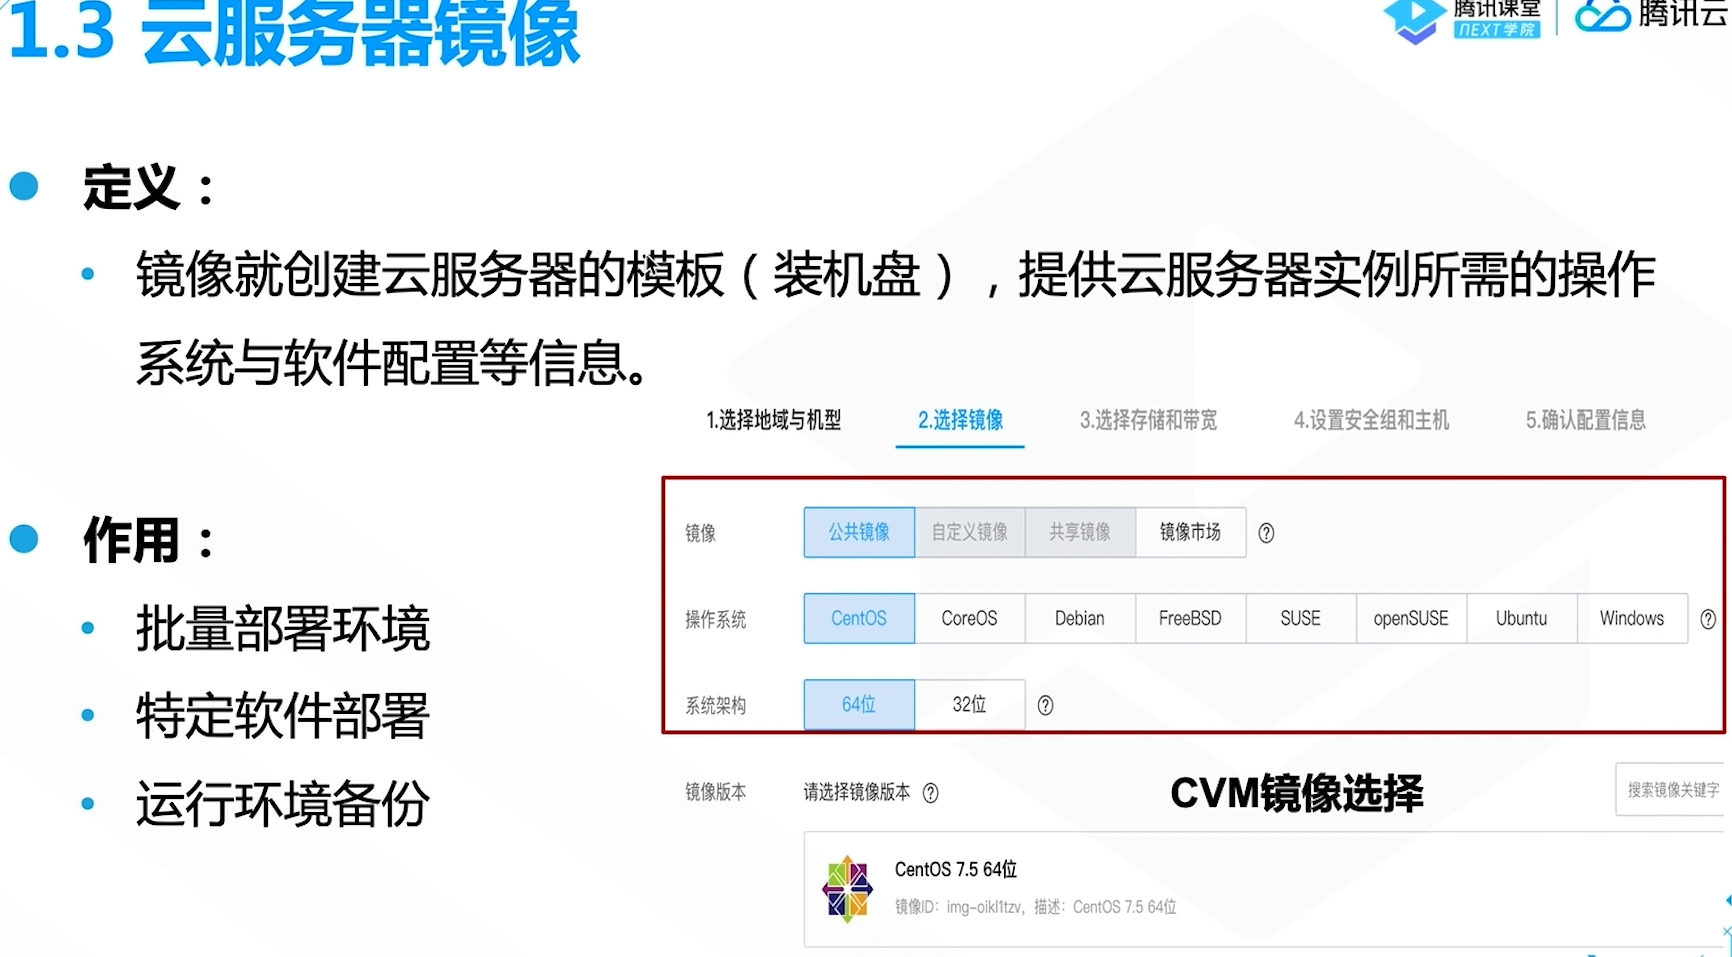 1.3 云服务器镜像
腾讯课堂
NEXT学院
腾讯云
定义：
镜像就创建云服务器的模板（装机盘），提供云服务器实例所需的操作
系统与软件配置等信息。
作用：
批量部署环境
特定软件部署
运行环境备份
1.选择地域与机型 2.选择镜像 3.选择存储和带宽 4.设置安全组和主机 5.确认配置信息
镜像 公共镜像 自定义镜像 共享镜像 镜像市场 ?
操作系统 CentOS CoreOS Debian FreeBSD SUSE openSUSE Ubuntu Windows ?
系统架构 64位 32位 ?
镜像版本 请选择镜像版本 ? CVM镜像选择 搜索镜像关键字
CentOS 7.5 64位
镜像ID：img-oikl1tzv，描述：CentOS 7.5 64位